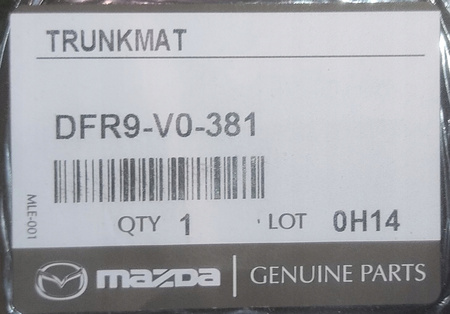 TRUNKMAT
DFR9-V0-381
MLE-001
QTY 1 LOT 0H14
mazda GENUINE PARTS